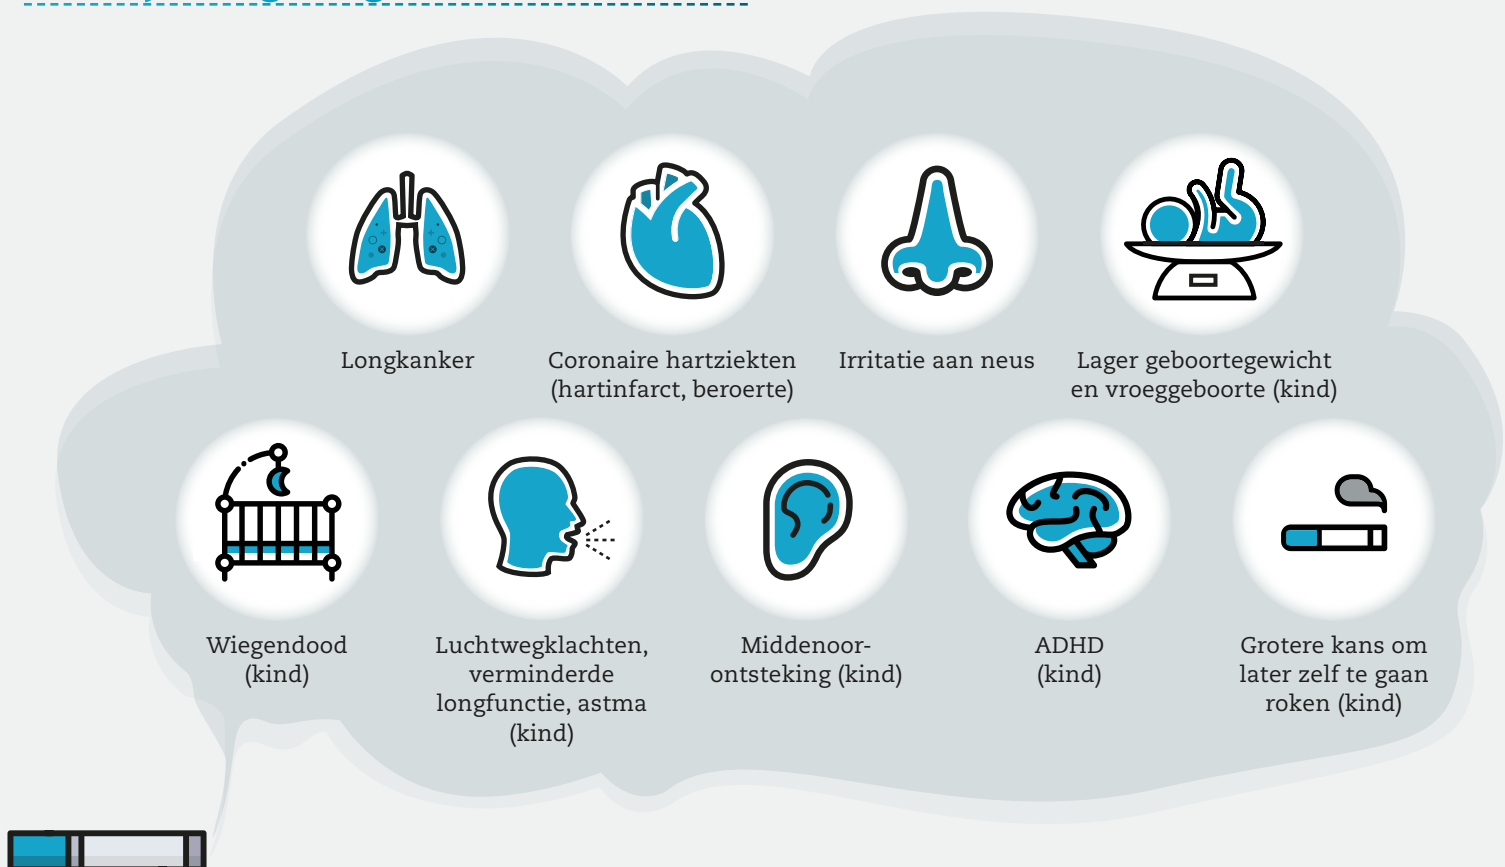 Longkanker
Coronaire hartziekten
(hartinfarct, beroerte)
Irritatie aan neus
Lager geboortegewicht
en vroeggeboorte (kind)
Wiegendood
(kind)
Luchtwegklachten,
verminderde
longfunctie, astma
(kind)
Middenoor-
ontsteking (kind)
ADHD
(kind)
Grotere kans om
later zelf te gaan
roken (kind)